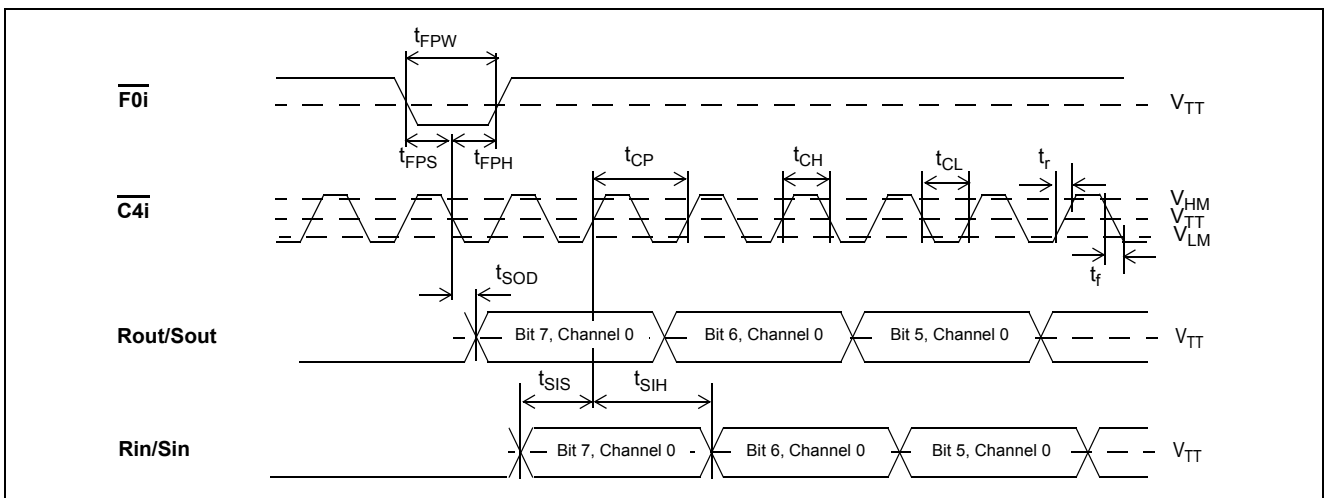 tFPW
F0i
VTT
tFPS
tFPH
tCP
tCH
tCL
tr
C4i
VHM
VTT
VLM
tf
tSOD
Rout/Sout
Bit 7, Channel 0
Bit 6, Channel 0
Bit 5, Channel 0
VTT
tSIS
tSIH
Rin/Sin
Bit 7, Channel 0
Bit 6, Channel 0
Bit 5, Channel 0
VTT